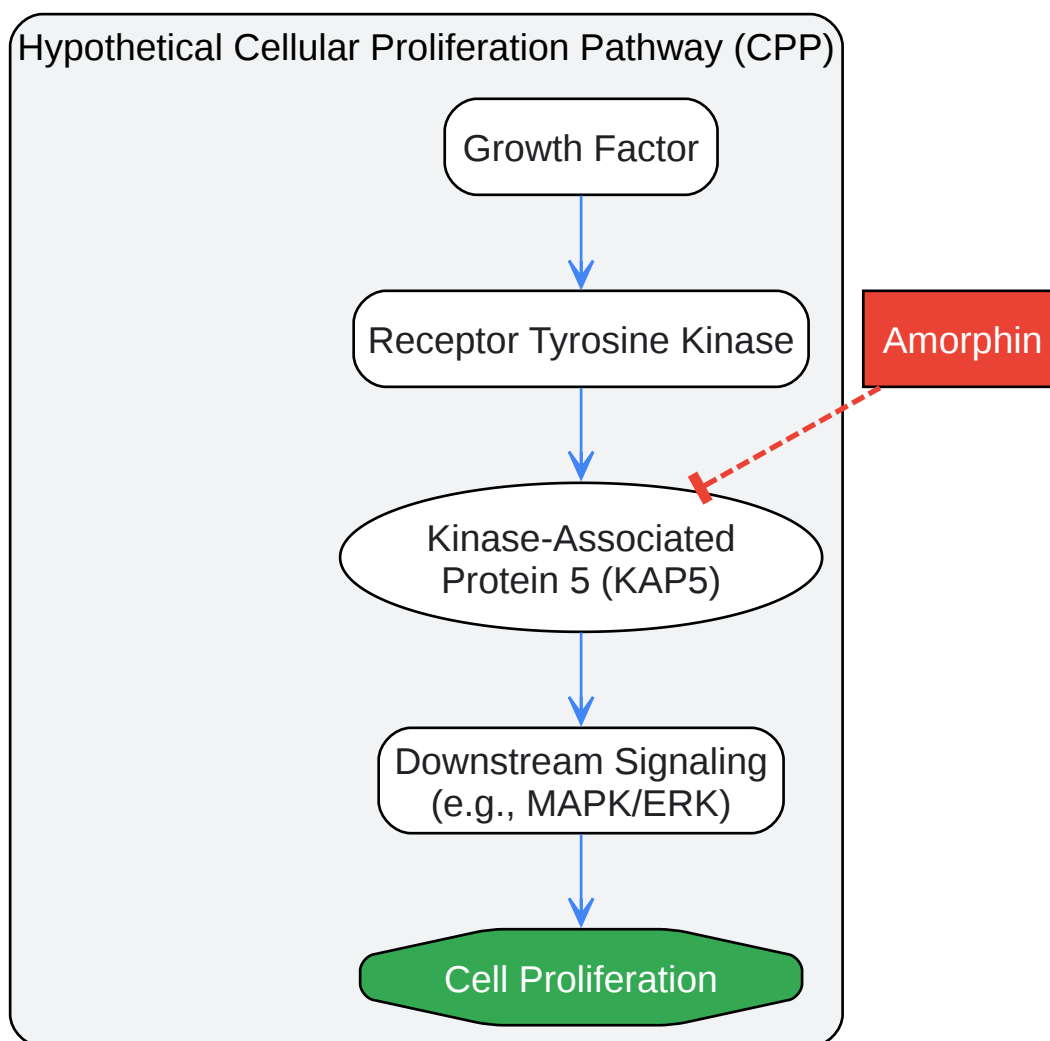 Hypothetical Cellular Proliferation Pathway (CPP)
Growth Factor
Receptor Tyrosine Kinase
Amorphin
Kinase-Associated
Protein 5 (KAP5)
Downstream Signaling
(e.g., MAPK/ERK)
Cell Proliferation